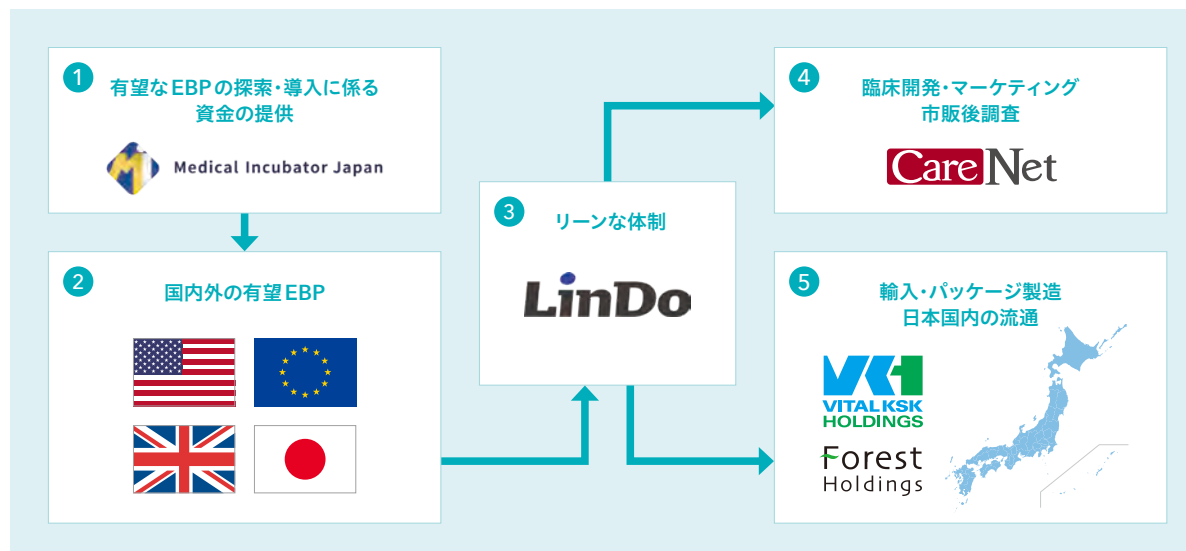 1
有望なEBPの探索・導入に係る
資金の提供
Medical Incubator Japan
2
国内外の有望EBP
3
リーンな体制
LinDo
4
臨床開発・マーケティング
市販後調査
CareNet
5
輸入・パッケージ製造
日本国内の流通
VITAL KSK
HOLDINGS
Forest
Holdings